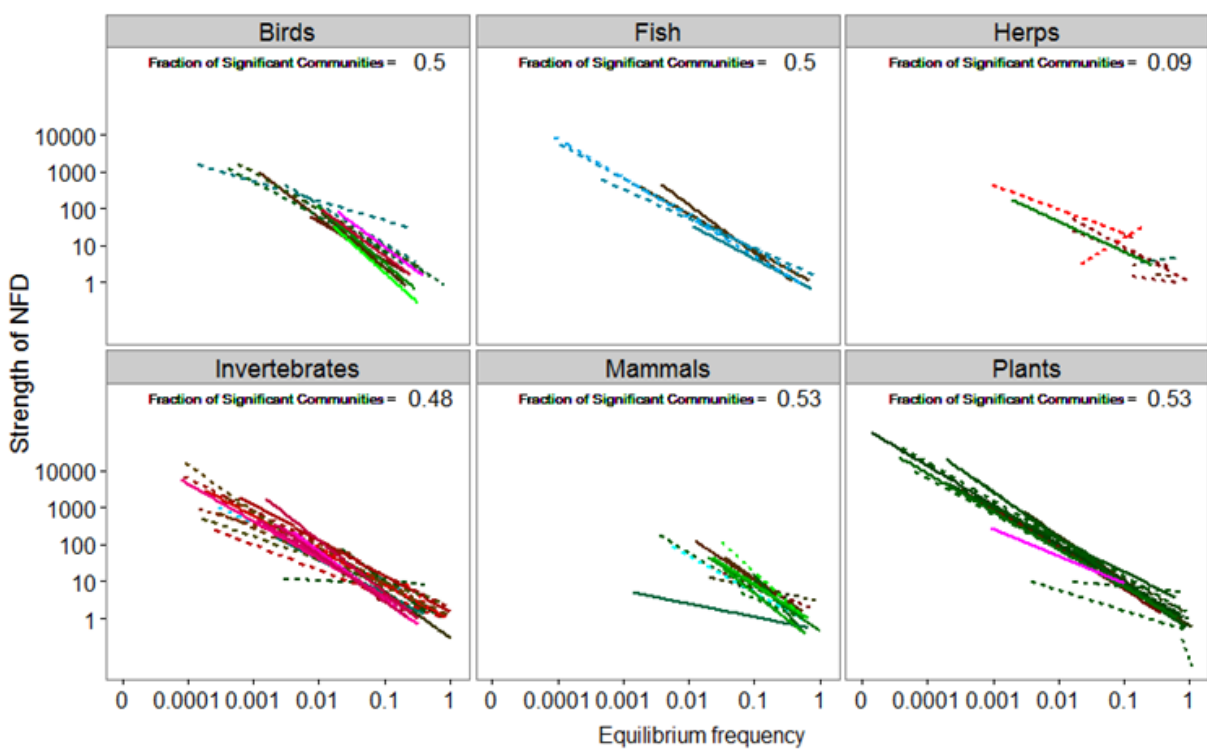 Birds Fish Herps
Fraction of Significant Communities = 0.5 Fraction of Significant Communities = 0.5 Fraction of Significant Communities = 0.09
10000
1000
100
10
1
Strength of NFD
Invertebrates Mammals Plants
Fraction of Significant Communities = 0.48 Fraction of Significant Communities = 0.53 Fraction of Significant Communities = 0.53
10000
1000
100
10
1
0 0.0001 0.001 0.01 0.1 1 0 0.0001 0.001 0.01 0.1 1 0 0.0001 0.001 0.01 0.1 1
Equilibrium frequency